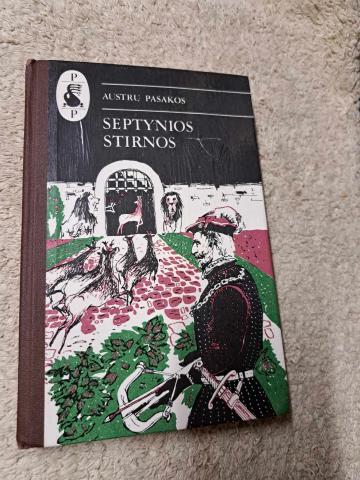 P
P
AUSTRŲ PASAKOS
SEPTYNIOS
STIRNOS